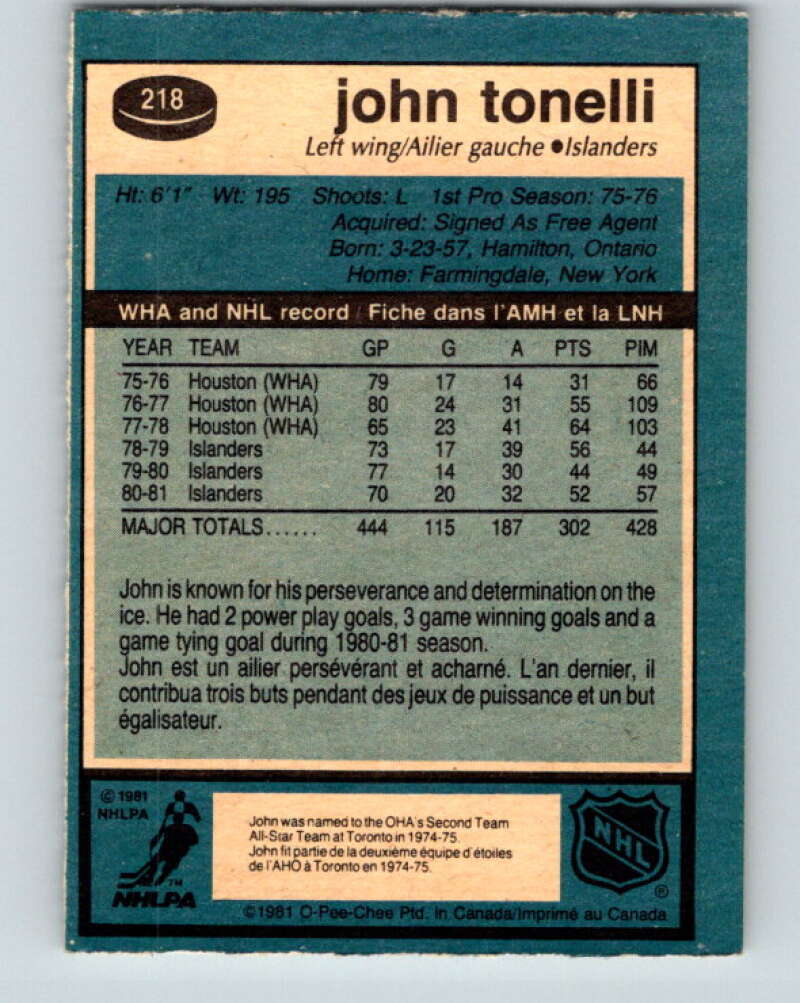 218
john tonelli
Left wing/Ailier gauche ●Islanders
Ht: 6'1" Wt: 195 Shoots: L 1st Pro Season: 75-76
Acquired: Signed As Free Agent
Born: 3-23-57, Hamilton, Ontario
Home: Farmingdale, New York
WHA and NHL record / Fiche dans l'AMH et la LNH
YEAR TEAM GP G A PTS PIM
75-76 Houston (WHA) 79 17 14 31 66
76-77 Houston (WHA) 80 24 31 55 109
77-78 Houston (WHA) 65 23 41 64 103
78-79 Islanders 73 17 39 56 44
79-80 Islanders 77 14 30 44 49
80-81 Islanders 70 20 32 52 57
MAJOR TOTALS...... 444 115 187 302 428
John is known for his perseverance and determination on the
ice. He had 2 power play goals, 3 game winning goals and a
game tying goal during 1980-81 season.
John est un ailier persévérant et acharné. L'an dernier, il
contribua trois buts pendant des jeux de puissance et un but
égalisateur.
© 1981
NHLPA
John was named to the OHA's Second Team
All-Star Team at Toronto in 1974-75.
John fit partie de la deuxième équipe d'étoiles
de l'AHO à Toronto en 1974-75.
NHL
®
TM
NHLPA
©1981 O-Pee-Chee Ptd. in Canada/Imprimé au Canada